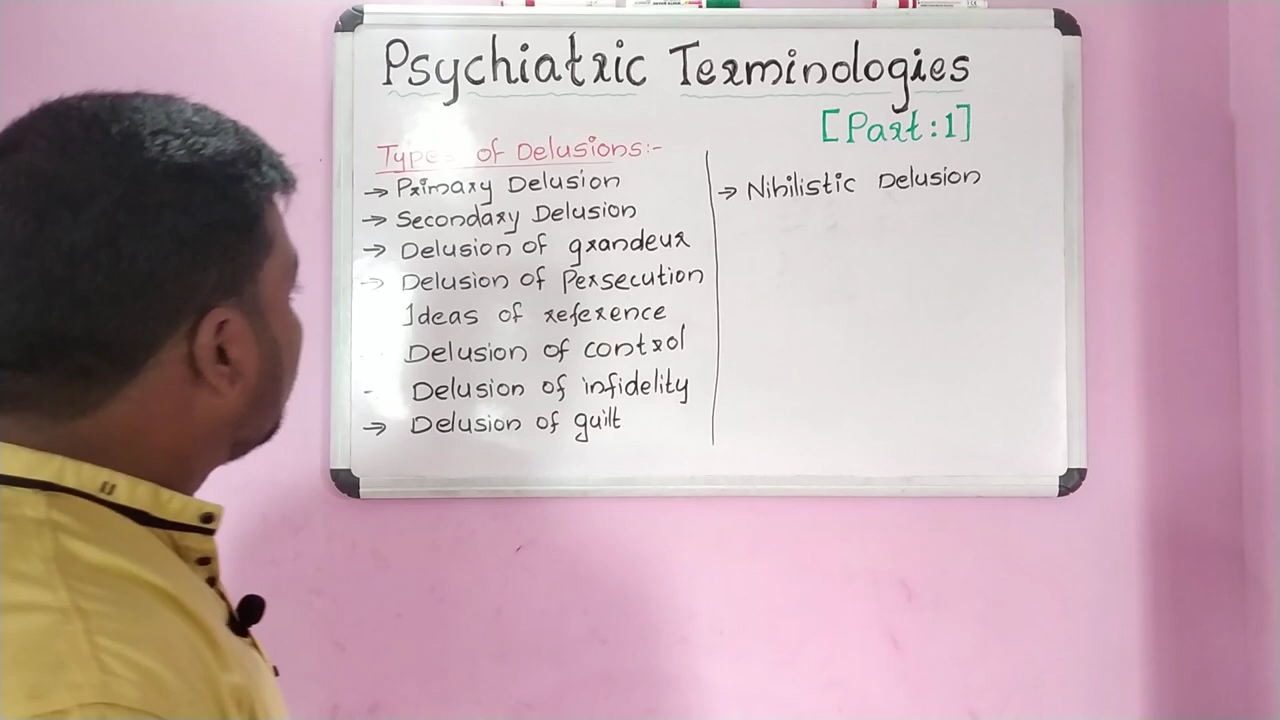 Psychiatric Terminologies
[Part:1]
Types of Delusions:-
→ Primary Delusion
→ Secondary Delusion
→ Delusion of grandeur
→ Delusion of Persecution
Ideas of reference
Delusion of control
- Delusion of infidelity
→ Delusion of guilt
→ Nihilistic Delusion